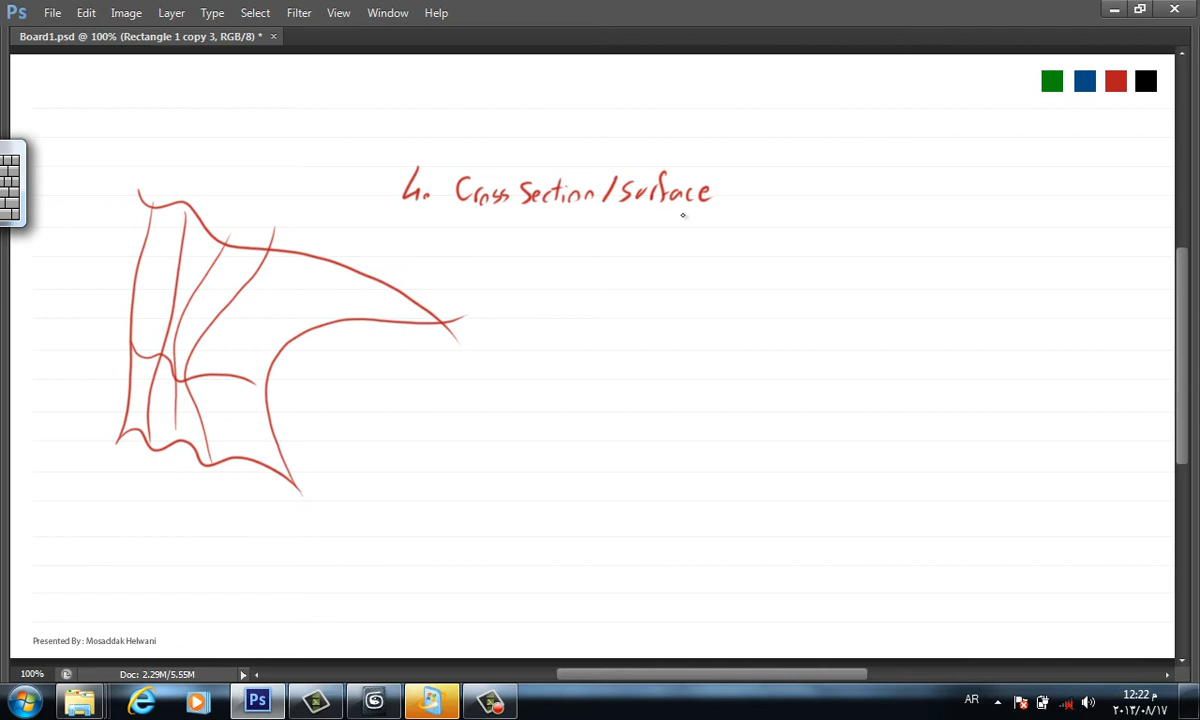 Ps File Edit Image Layer Type Select Filter View Window Help
Board1.psd @ 100% (Rectangle 1 copy 3, RGB/8) * ×
4. Cross Section/Surface
Presented By : Mosaddak Helwani
100% Doc: 2.29M/5.55M
Ps AR 12:22 م
٢٠١٣/٠٨/١٧